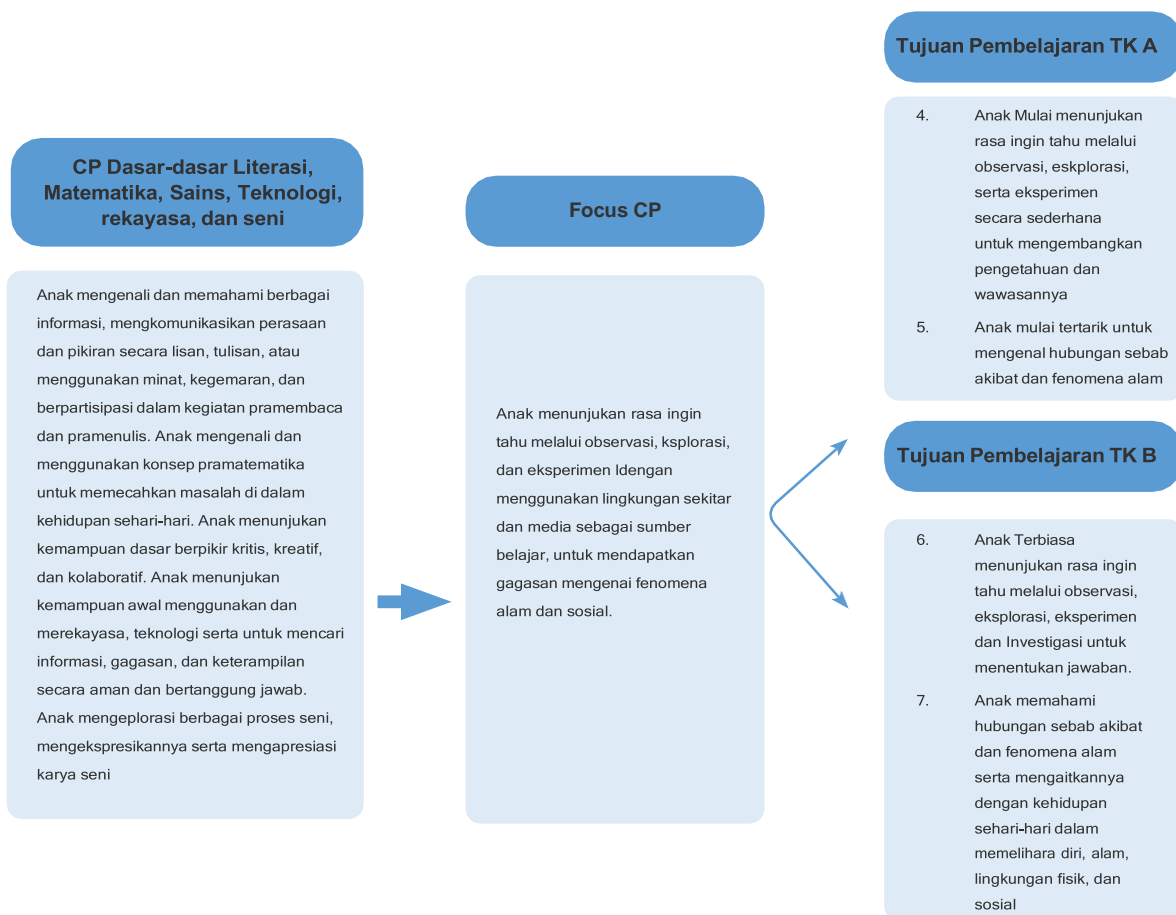 CP Dasar-dasar Literasi,
Matematika, Sains, Teknologi,
rekayasa, dan seni
Anak mengenali dan memahami berbagai
informasi, mengkomunikasikan perasaan
dan pikiran secara lisan, tulisan, atau
menggunakan minat, kegemaran, dan
berpartisipasi dalam kegiatan pramembaca
dan pramenulis. Anak mengenali dan
menggunakan konsep pramatematika
untuk memecahkan masalah di dalam
kehidupan sehari-hari. Anak menunjukan
kemampuan dasar berpikir kritis, kreatif,
dan kolaboratif. Anak menunjukan
kemampuan awal menggunakan dan
merekayasa, teknologi serta untuk mencari
informasi, gagasan, dan keterampilan
secara aman dan bertanggung jawab.
Anak mengeplorasi berbagai proses seni,
mengekspresikannya serta mengapresiasi
karya seni
Focus CP
Anak menunjukan rasa ingin
tahu melalui observasi, ksplorasi,
dan eksperimen Idengan
menggunakan lingkungan sekitar
dan media sebagai sumber
belajar, untuk mendapatkan
gagasan mengenai fenomena
alam dan sosial.
Tujuan Pembelajaran TK A
4. Anak Mulai menunjukan
rasa ingin tahu melalui
observasi, eskplorasi,
serta eksperimen
secara sederhana
untuk mengembangkan
pengetahuan dan
wawasannya
5. Anak mulai tertarik untuk
mengenal hubungan sebab
akibat dan fenomena alam
Tujuan Pembelajaran TK B
6. Anak Terbiasa
menunjukan rasa ingin
tahu melalui observasi,
eksplorasi, eksperimen
dan Investigasi untuk
menentukan jawaban.
7. Anak memahami
hubungan sebab akibat
dan fenomena alam
serta mengaitkannya
dengan kehidupan
sehari-hari dalam
memelihara diri, alam,
lingkungan fisik, dan
sosial